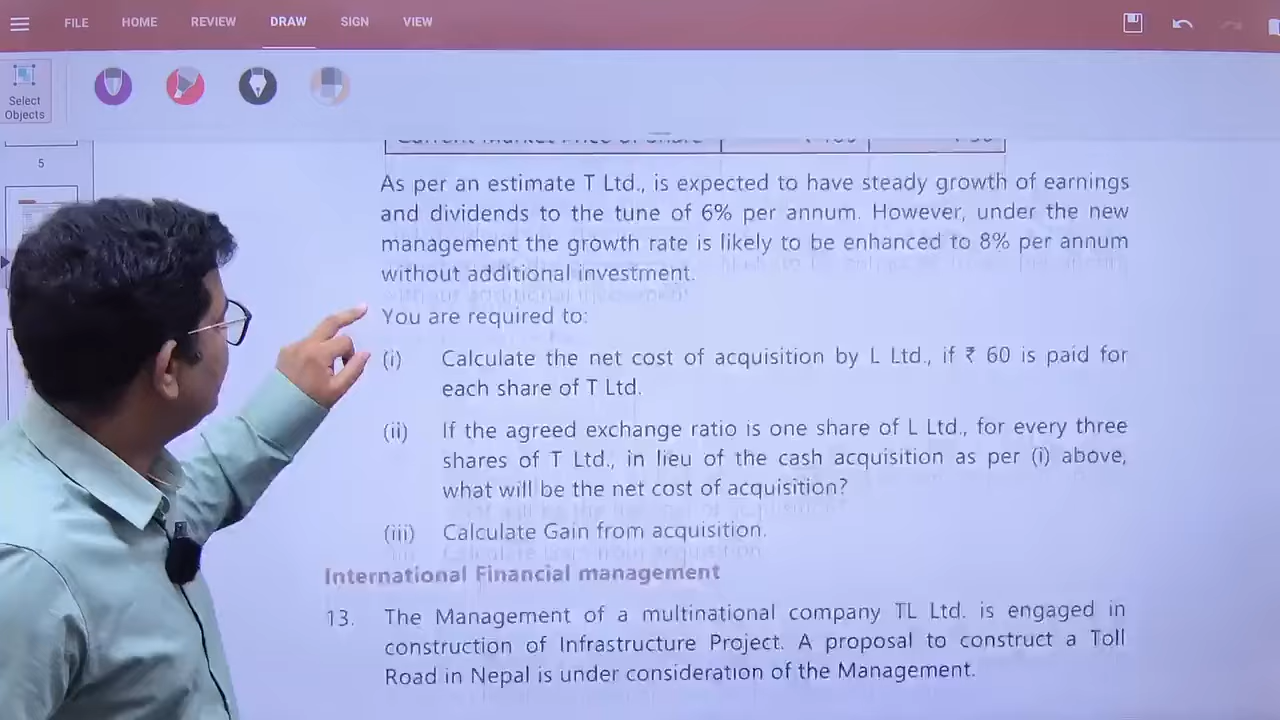 FILE HOME REVIEW DRAW SIGN VIEW
Select
Objects
5
Current Market Price of Share
As per an estimate T Ltd., is expected to have steady growth of earnings
and dividends to the tune of 6% per annum. However, under the new
management the growth rate is likely to be enhanced to 8% per annum
without additional investment.
You are required to:
(i) Calculate the net cost of acquisition by L Ltd., if ₹ 60 is paid for
each share of T Ltd.
(ii) If the agreed exchange ratio is one share of L Ltd., for every three
shares of T Ltd., in lieu of the cash acquisition as per (i) above,
what will be the net cost of acquisition?
(iii) Calculate Gain from acquisition.
International Financial management
13. The Management of a multinational company TL Ltd. is engaged in
construction of Infrastructure Project. A proposal to construct a Toll
Road in Nepal is under consideration of the Management.